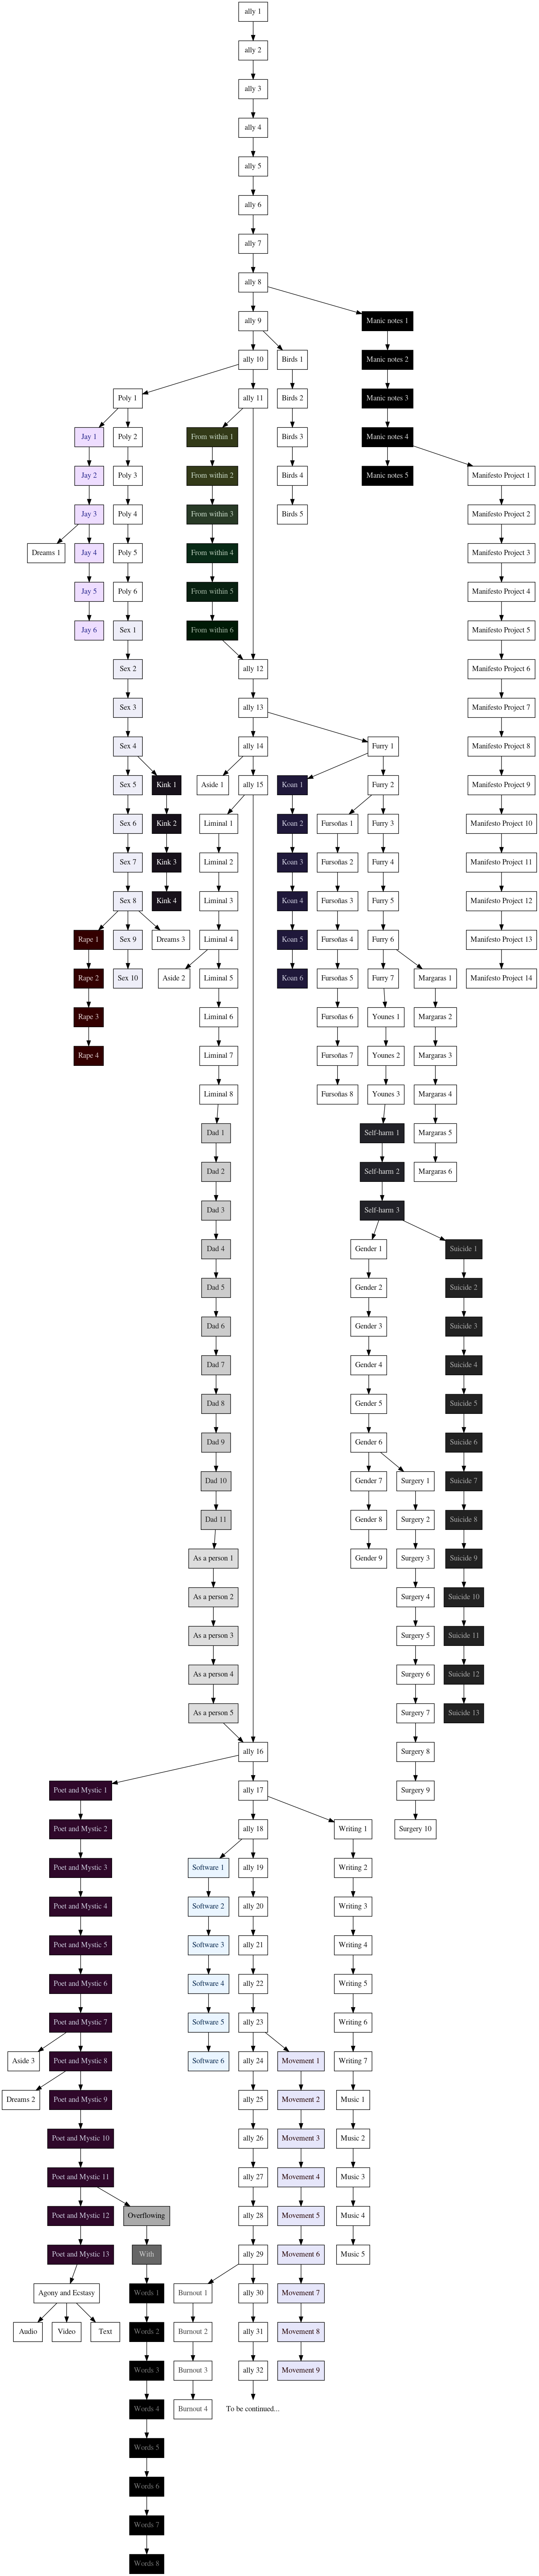 ally 1
ally 2
ally 3
ally 4
ally 5
ally 6
ally 7
ally 8
ally 9
Manic notes 1
ally 10
Birds 1
Manic notes 2
Poly 1
ally 11
Birds 2
Manic notes 3
Jay 1
Poly 2
From within 1
Birds 3
Manic notes 4
Jay 2
Poly 3
From within 2
Birds 4
Manic notes 5
Manifesto Project 1
Jay 3
Poly 4
From within 3
Birds 5
Manifesto Project 2
Dreams 1
Jay 4
Poly 5
From within 4
Manifesto Project 3
Jay 5
Poly 6
From within 5
Manifesto Project 4
Jay 6
Sex 1
From within 6
Manifesto Project 5
Sex 2
ally 12
Manifesto Project 6
Sex 3
ally 13
Manifesto Project 7
Sex 4
ally 14
Furry 1
Manifesto Project 8
Sex 5
Kink 1
Aside 1
ally 15
Koan 1
Furry 2
Manifesto Project 9
Sex 6
Kink 2
Liminal 1
Koan 2
Fursoñas 1
Furry 3
Manifesto Project 10
Sex 7
Kink 3
Liminal 2
Koan 3
Fursoñas 2
Furry 4
Manifesto Project 11
Sex 8
Kink 4
Liminal 3
Koan 4
Fursoñas 3
Furry 5
Manifesto Project 12
Rape 1
Sex 9
Dreams 3
Liminal 4
Koan 5
Fursoñas 4
Furry 6
Manifesto Project 13
Rape 2
Sex 10
Aside 2
Liminal 5
Koan 6
Fursoñas 5
Furry 7
Margaras 1
Manifesto Project 14
Rape 3
Liminal 6
Fursoñas 6
Younes 1
Margaras 2
Rape 4
Liminal 7
Fursoñas 7
Younes 2
Margaras 3
Liminal 8
Fursoñas 8
Younes 3
Margaras 4
Dad 1
Self-harm 1
Margaras 5
Dad 2
Self-harm 2
Margaras 6
Dad 3
Self-harm 3
Dad 4
Gender 1
Suicide 1
Dad 5
Gender 2
Suicide 2
Dad 6
Gender 3
Suicide 3
Dad 7
Gender 4
Suicide 4
Dad 8
Gender 5
Suicide 5
Dad 9
Gender 6
Suicide 6
Dad 10
Gender 7
Surgery 1
Suicide 7
Dad 11
Gender 8
Surgery 2
Suicide 8
As a person 1
Gender 9
Surgery 3
Suicide 9
As a person 2
Surgery 4
Suicide 10
As a person 3
Surgery 5
Suicide 11
As a person 4
Surgery 6
Suicide 12
As a person 5
Surgery 7
Suicide 13
ally 16
Surgery 8
Poet and Mystic 1
ally 17
Surgery 9
Poet and Mystic 2
ally 18
Writing 1
Surgery 10
Poet and Mystic 3
Software 1
ally 19
Writing 2
Poet and Mystic 4
Software 2
ally 20
Writing 3
Poet and Mystic 5
Software 3
ally 21
Writing 4
Poet and Mystic 6
Software 4
ally 22
Writing 5
Poet and Mystic 7
Software 5
ally 23
Writing 6
Aside 3
Poet and Mystic 8
Software 6
ally 24
Movement 1
Writing 7
Dreams 2
Poet and Mystic 9
ally 25
Movement 2
Music 1
Poet and Mystic 10
ally 26
Movement 3
Music 2
Poet and Mystic 11
ally 27
Movement 4
Music 3
Poet and Mystic 12
Overflowing
ally 28
Movement 5
Music 4
Poet and Mystic 13
With
ally 29
Movement 6
Music 5
Agony and Ecstasy
Words 1
Burnout 1
ally 30
Movement 7
Audio
Video
Text
Words 2
Burnout 2
ally 31
Movement 8
Words 3
Burnout 3
ally 32
Movement 9
Words 4
Burnout 4
To be continued...
Words 5
Words 6
Words 7
Words 8